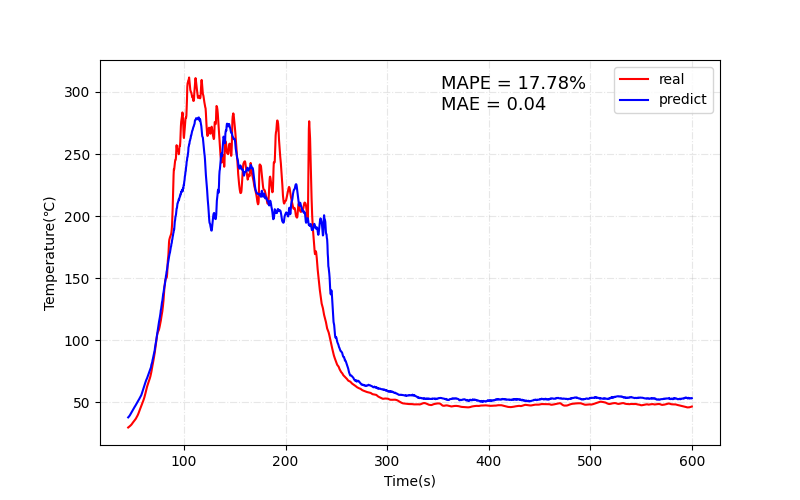 MAPE = 17.78%
MAE = 0.04
real
predict
Temperature(℃)
300
250
200
150
100
50
100
200
300
400
500
600
Time(s)